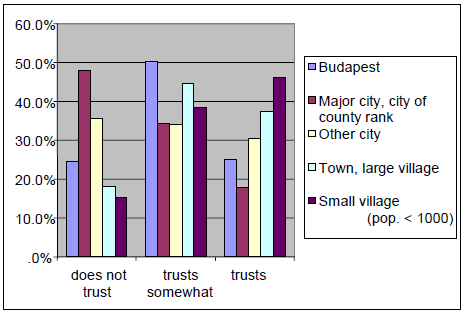 60.0%
50.0%
40.0%
30.0%
20.0%
10.0%
.0%
does not
trust
trusts
somewhat
trusts
Budapest
Major city, city of
county rank
Other city
Town, large village
Small village
(pop. < 1000)